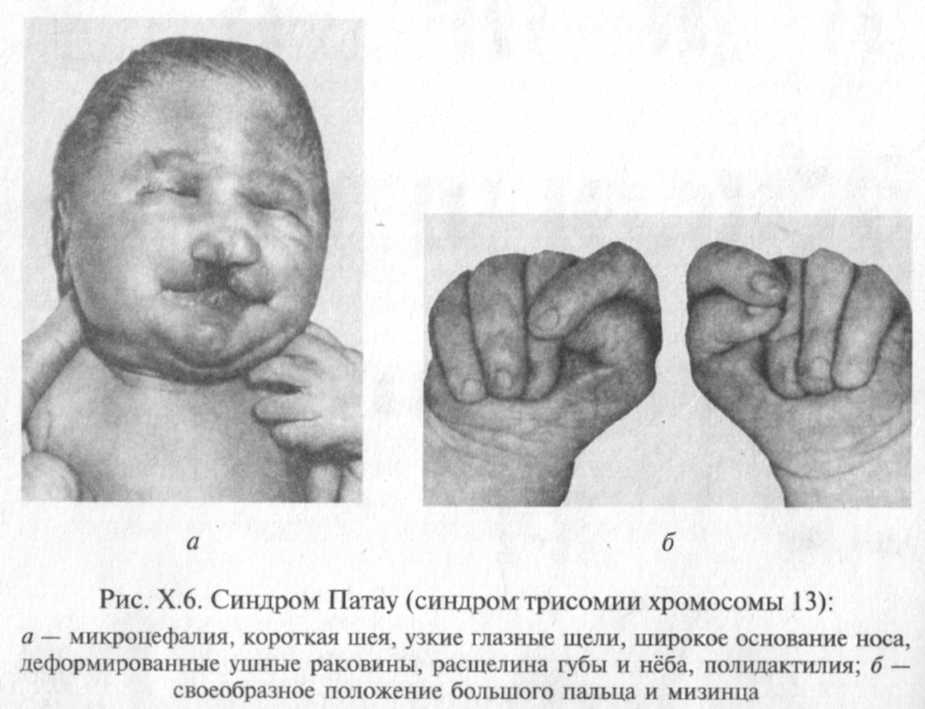 а
б
Рис. X.6. Синдром Патау (синдром трисомии хромосомы 13):
а — микроцефалия, короткая шея, узкие глазные щели, широкое основание носа,
деформированные ушные раковины, расщелина губы и нёба, полидактилия; б —
своеобразное положение большого пальца и мизинца